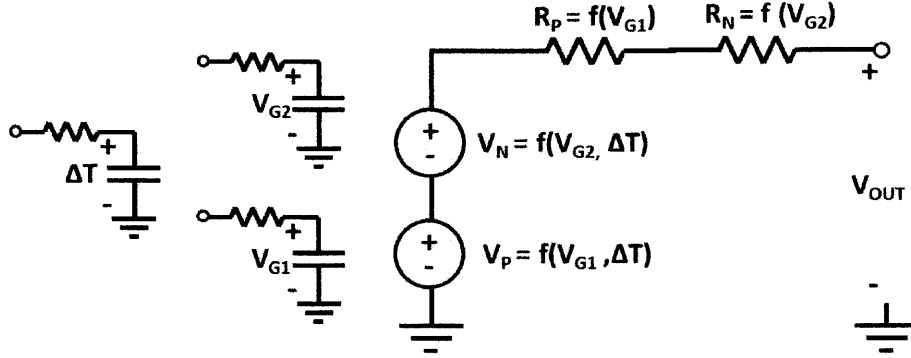 R_P = f(V_G1)
R_N = f (V_G2)
+
V_G2
-
+
-
V_N = f(V_G2, ΔT)
+
ΔT
-
+
V_OUT
+
V_G1
-
+
-
V_P = f(V_G1 ,ΔT)
-